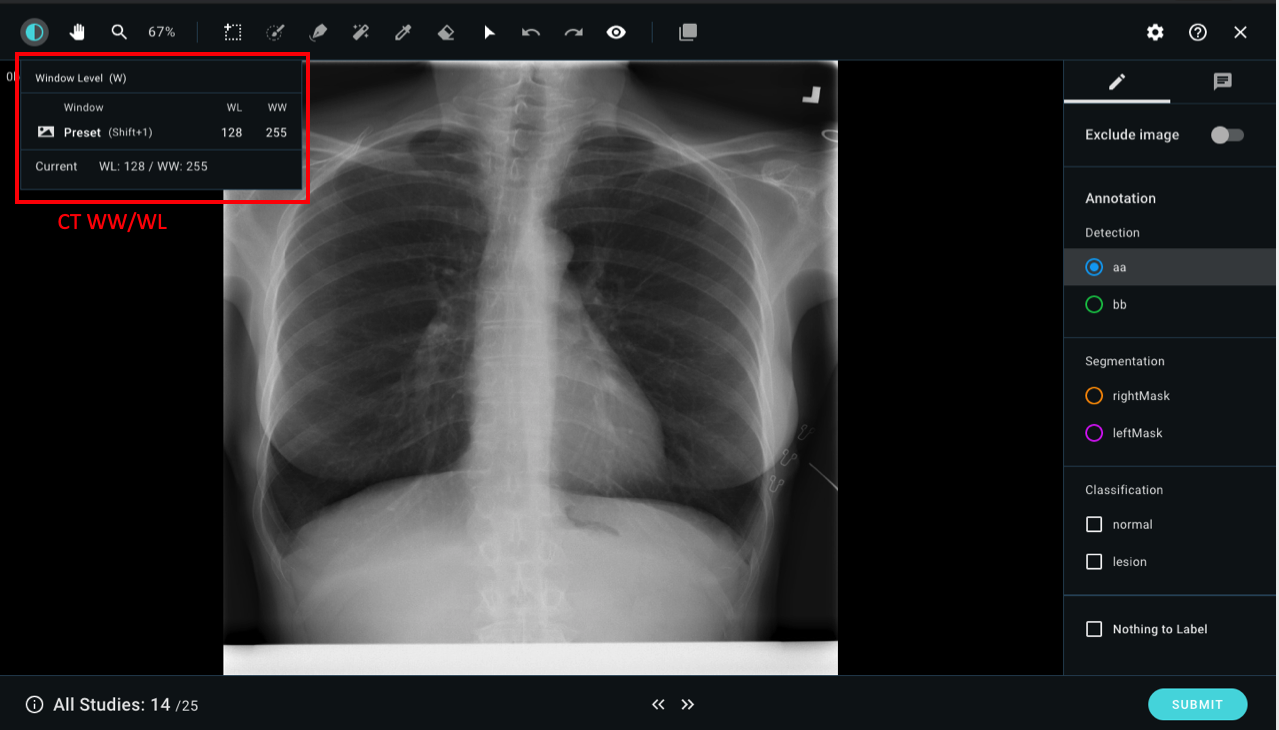 67%
0
Window Level (W)
Window WL WW
Preset (Shift+1) 128 255
Current WL: 128 / WW: 255
CT WW/WL
Exclude image
Annotation
Detection
aa
bb
Segmentation
rightMask
leftMask
Classification
normal
lesion
Nothing to Label
All Studies: 14 /25
SUBMIT